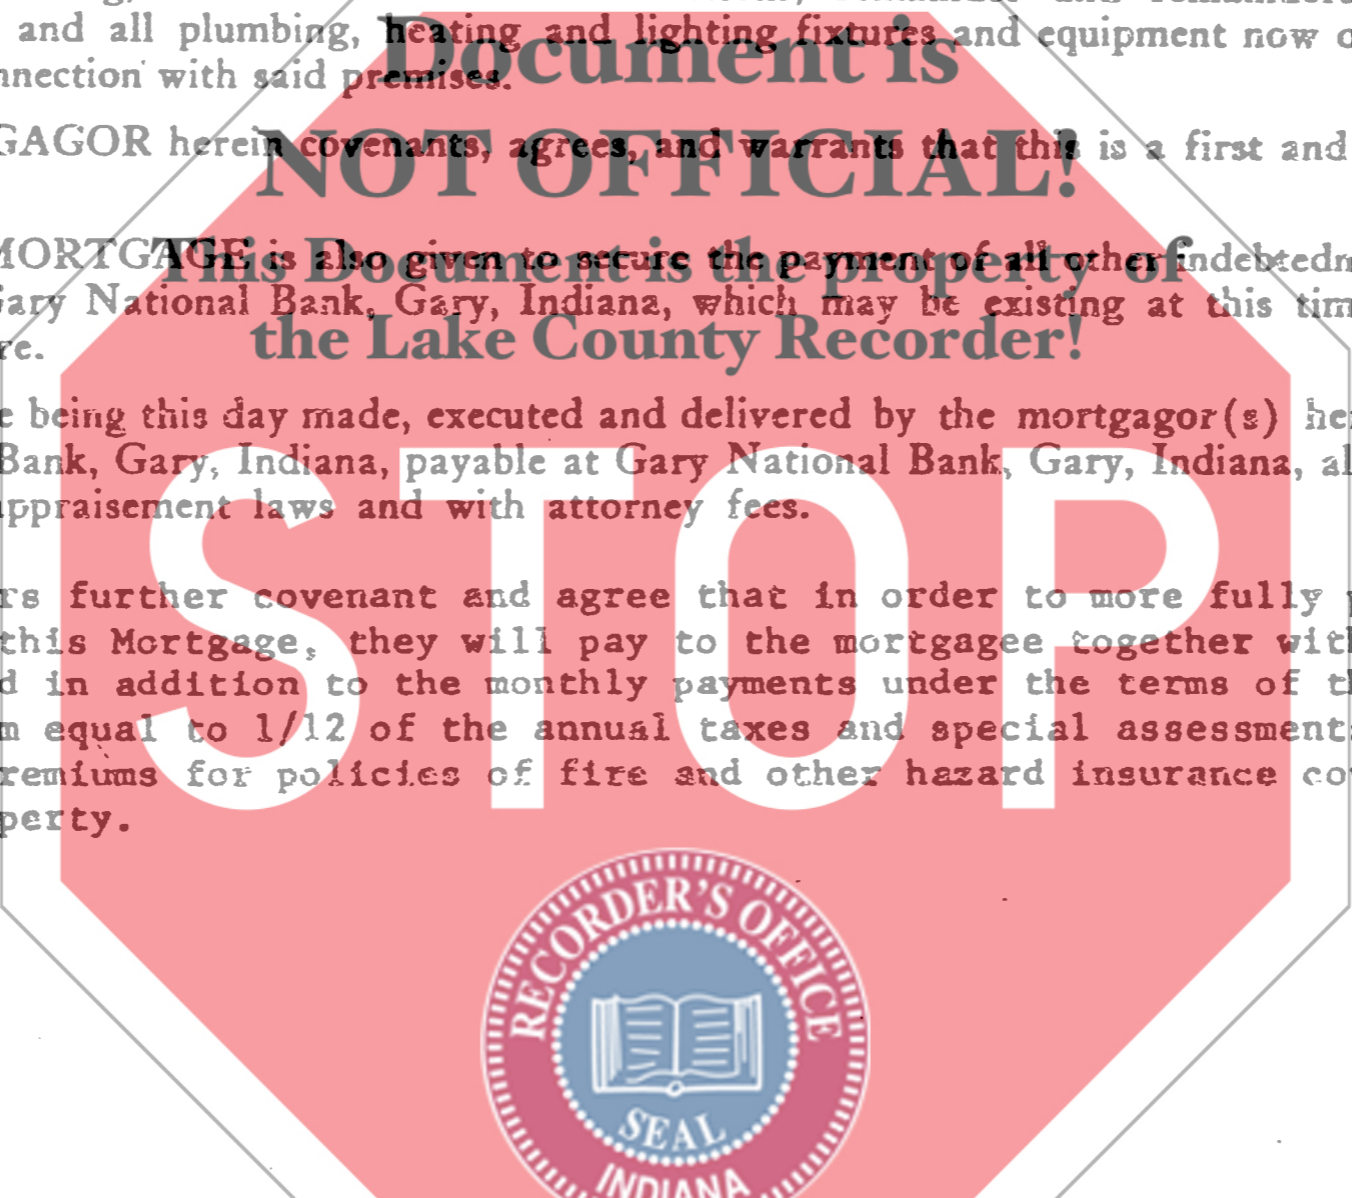 and all plumbing, heating and lighting fixtures and equipment now o
Document is
nnection with said premises.
GAGOR herein covenants, agrees, and warrants that this is a first and
NOT OFFICIAL!
MORTGAGE is also given to secure the payment of all other indebtedn
This Document is the property of
Gary National Bank, Gary, Indiana, which may be existing at this tim
the Lake County Recorder!
re.
e being this day made, executed and delivered by the mortgagor(s) he
Bank, Gary, Indiana, payable at Gary National Bank, Gary, Indiana, al
appraisement laws and with attorney fees.
STOP
rs further covenant and agree that in order to more fully p
this Mortgage, they will pay to the mortgagee together with
d in addition to the monthly payments under the terms of th
m equal to 1/12 of the annual taxes and special assessments
remiums for policies of fire and other hazard insurance co
perty.
RECORDER'S OFFICE
SEAL
INDIANA